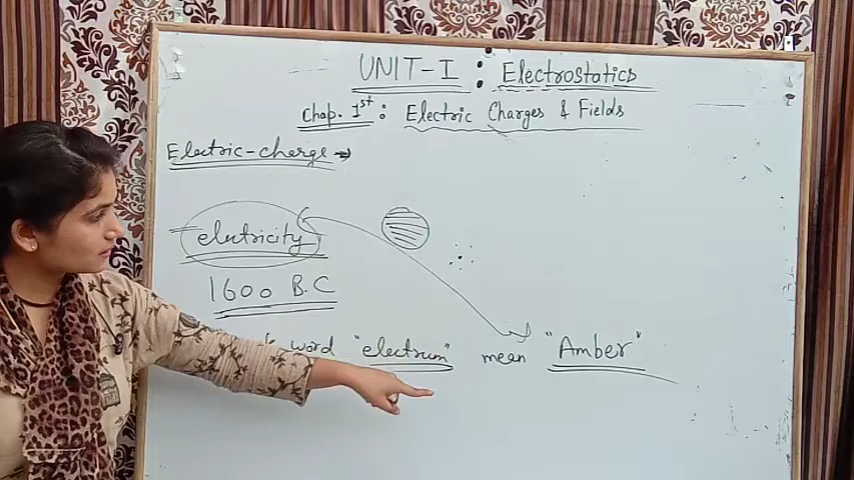 UNIT-I : Electrostatics
Chap. 1st : Electric Charges & Fields
Electric-charge →
electricity
1600 B.C
word "electrum" mean "Amber"